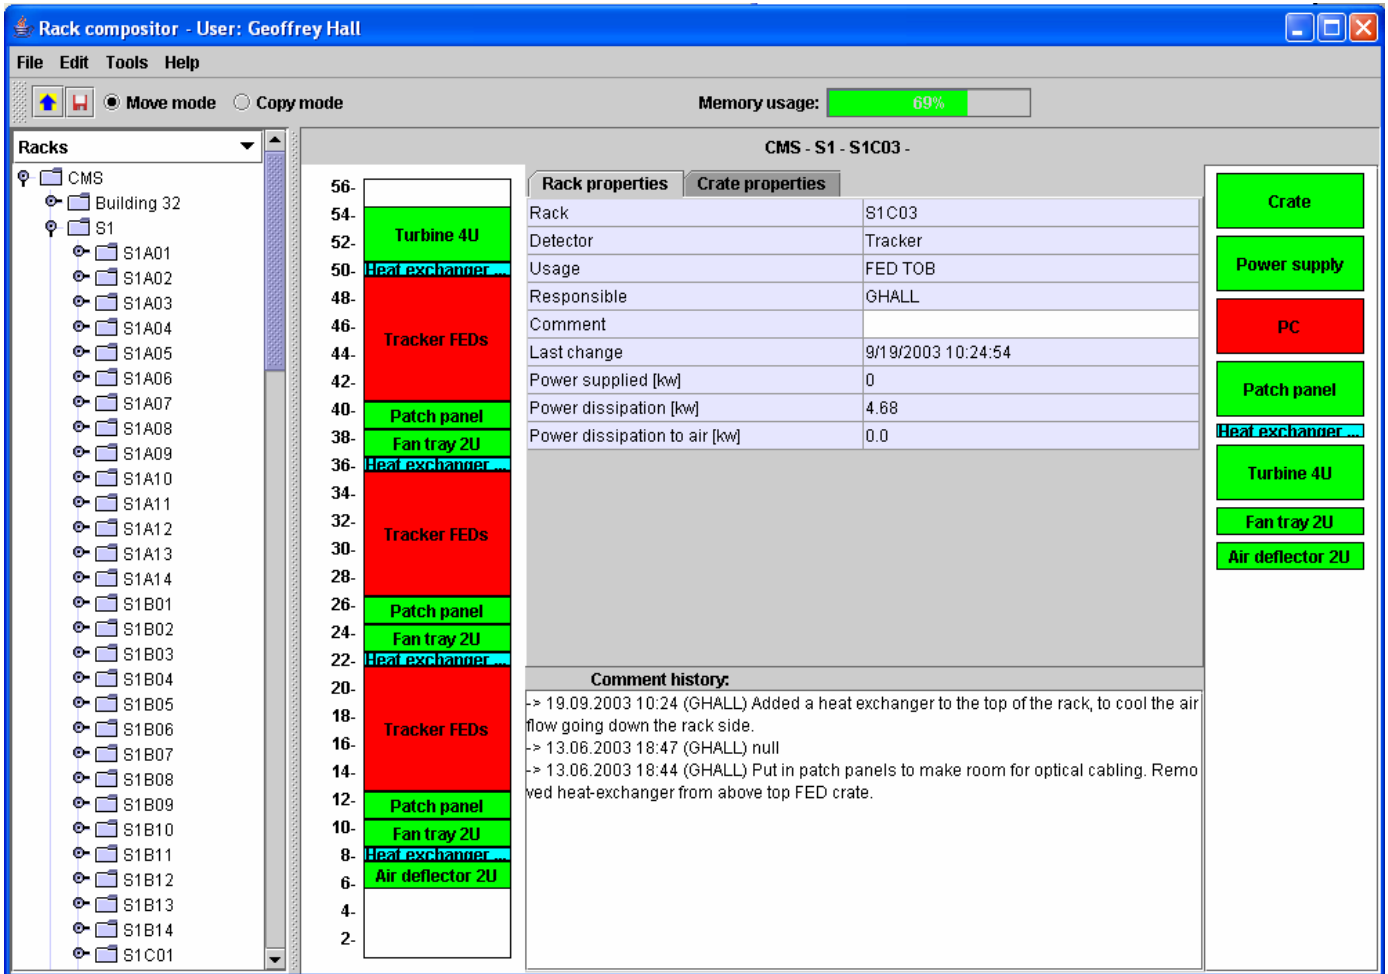 Rack compositor - User: Geoffrey Hall
File Edit Tools Help
Move mode Copy mode Memory usage: 69%
Racks
CMS
Building 32
S1
S1A01
S1A02
S1A03
S1A04
S1A05
S1A06
S1A07
S1A08
S1A09
S1A10
S1A11
S1A12
S1A13
S1A14
S1B01
S1B02
S1B03
S1B04
S1B05
S1B06
S1B07
S1B08
S1B09
S1B10
S1B11
S1B12
S1B13
S1B14
S1C01
CMS - S1 - S1C03 -
56-
54-
52-
50-
48-
46-
44-
42-
40-
38-
36-
34-
32-
30-
28-
26-
24-
22-
20-
18-
16-
14-
12-
10-
8-
6-
4-
2-
Turbine 4U
Heat exchanger ...
Tracker FEDs
Patch panel
Fan tray 2U
Heat exchanger ...
Tracker FEDs
Patch panel
Fan tray 2U
Heat exchanger ...
Tracker FEDs
Patch panel
Fan tray 2U
Heat exchanger ...
Air deflector 2U
Rack properties Crate properties
Rack S1C03
Detector Tracker
Usage FED TOB
Responsible GHALL
Comment
Last change 9/19/2003 10:24:54
Power supplied [kw] 0
Power dissipation [kw] 4.68
Power dissipation to air [kw] 0.0
Comment history:
-> 19.09.2003 10:24 (GHALL) Added a heat exchanger to the top of the rack, to cool the air
flow going down the rack side.
-> 13.06.2003 18:47 (GHALL) null
-> 13.06.2003 18:44 (GHALL) Put in patch panels to make room for optical cabling. Remo
ved heat-exchanger from above top FED crate.
Crate
Power supply
PC
Patch panel
Heat exchanger ...
Turbine 4U
Fan tray 2U
Air deflector 2U